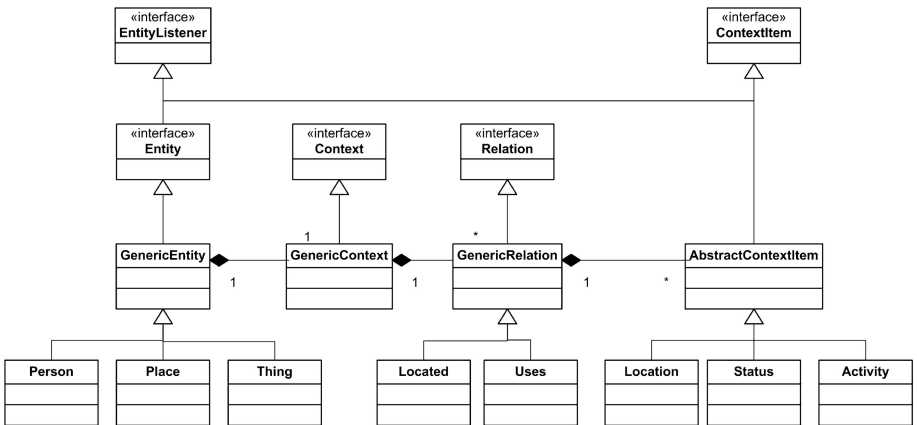 «interface»
EntityListener
«interface»
ContextItem
«interface»
Entity
«interface»
Context
«interface»
Relation
1
*
GenericEntity
GenericContext
GenericRelation
AbstractContextItem
1
1
1
*
Person
Place
Thing
Located
Uses
Location
Status
Activity